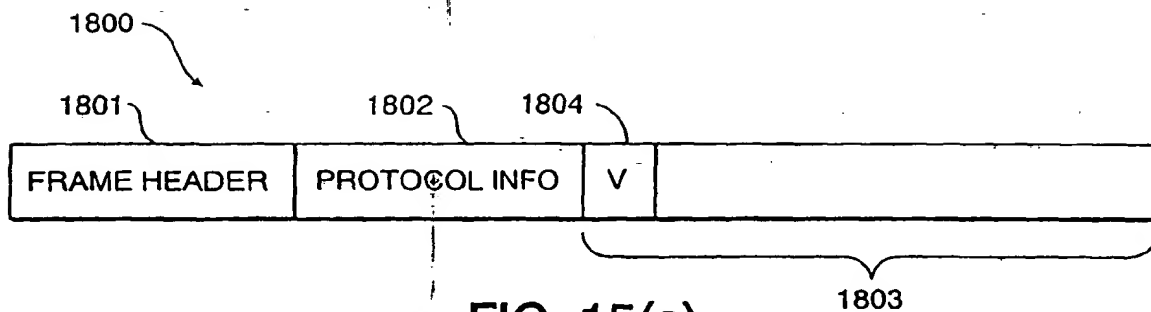 1800
1801 1802 1804
FRAME HEADER PROTOCOL INFO V
1803
FIG. 15(a)